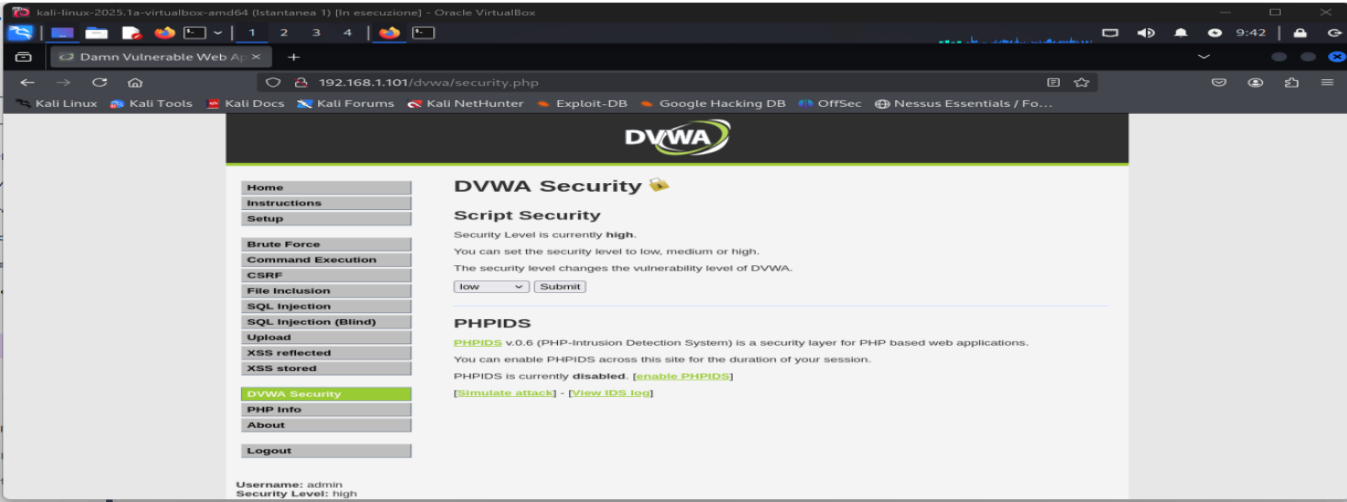 kali-linux-2025.1a-virtualbox-amd64 (Istantanea 1) [In esecuzione] - Oracle VirtualBox
1 2 3 4 9:42
Damn Vulnerable Web Ap
192.168.1.101/dvwa/security.php
Kali Linux Kali Tools Kali Docs Kali Forums Kali NetHunter Exploit-DB Google Hacking DB OffSec Nessus Essentials / Fo...
DVWA
Home
Instructions
Setup
Brute Force
Command Execution
CSRF
File Inclusion
SQL Injection
SQL Injection (Blind)
Upload
XSS reflected
XSS stored
DVWA Security
PHP Info
About
Logout
Username: admin
Security Level: high
DVWA Security
Script Security
Security Level is currently high.
You can set the security level to low, medium or high.
The security level changes the vulnerability level of DVWA.
low Submit
PHPIDS
PHPIDS v.0.6 (PHP-Intrusion Detection System) is a security layer for PHP based web applications.
You can enable PHPIDS across this site for the duration of your session.
PHPIDS is currently disabled. [enable PHPIDS]
[Simulate attack] - [View IDS log]